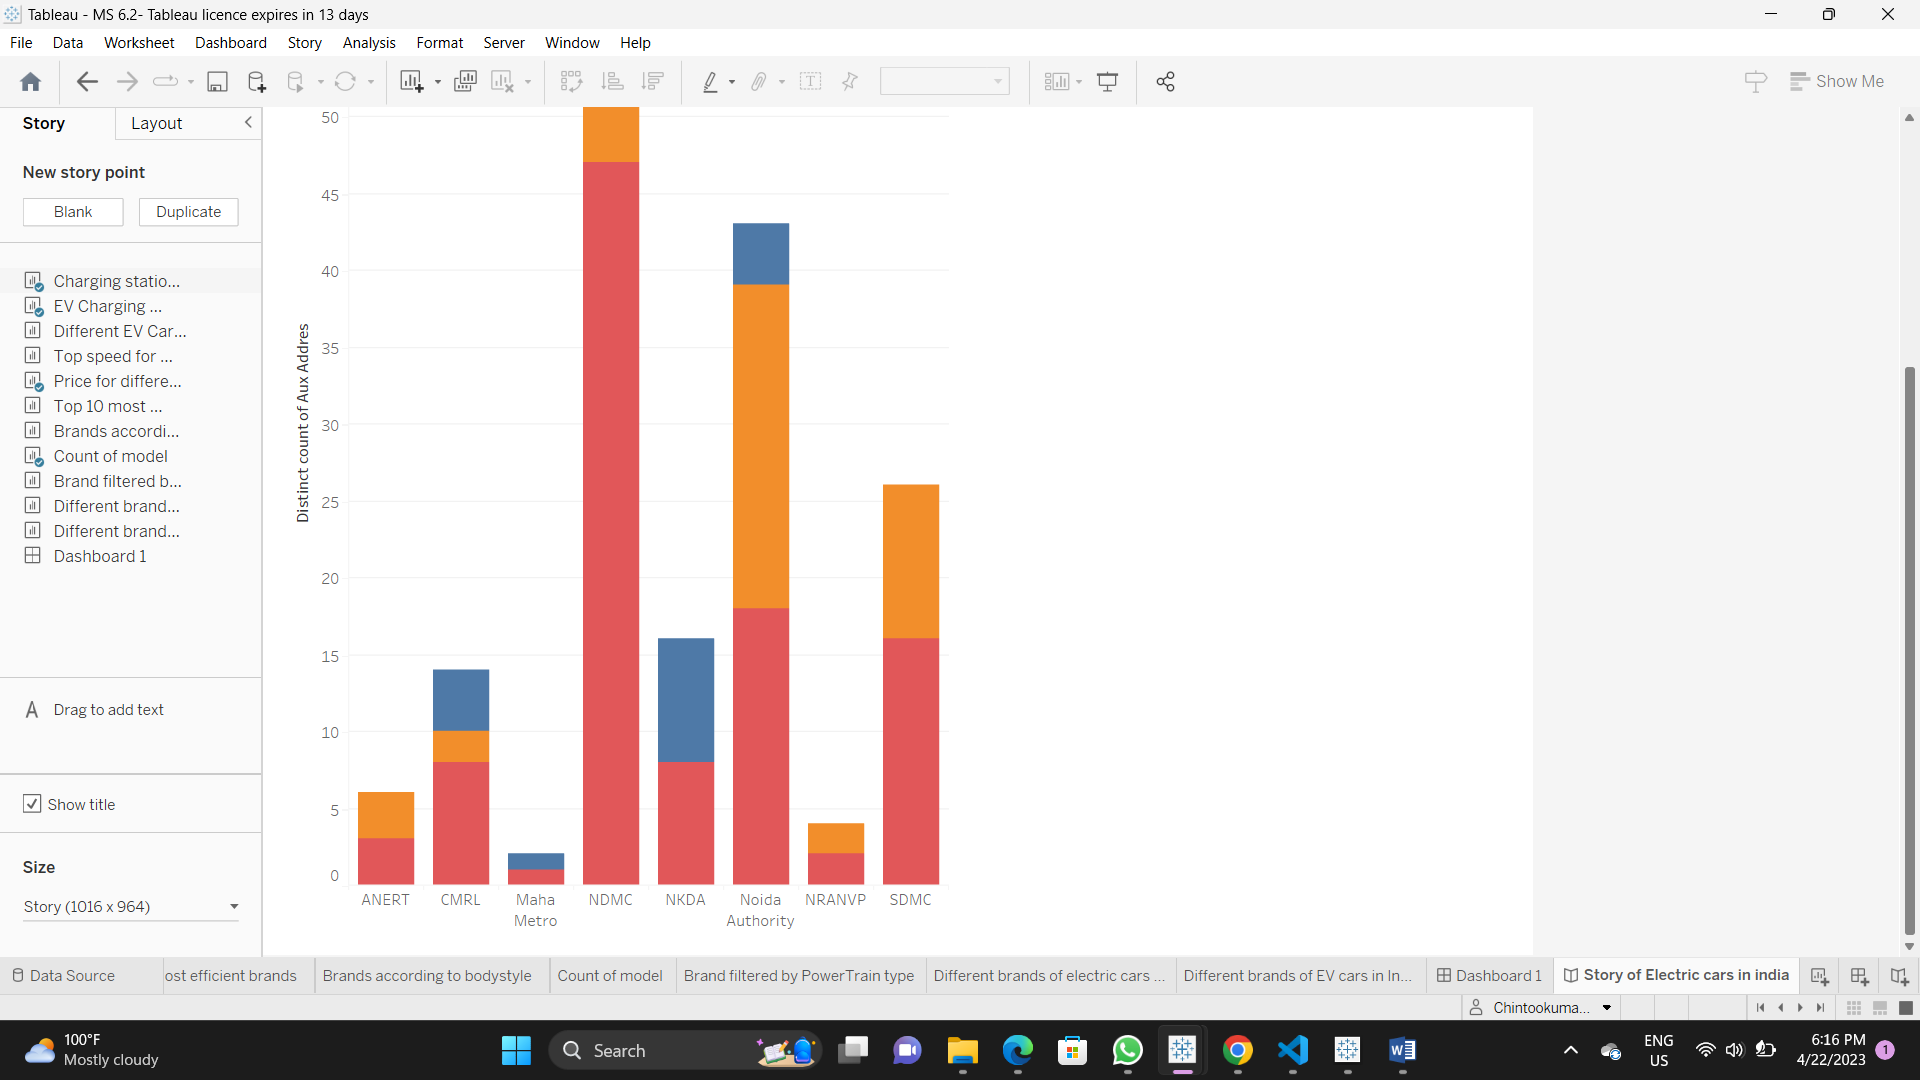 Tableau - MS 6.2- Tableau licence expires in 13 days
File Data Worksheet Dashboard Story Analysis Format Server Window Help
Show Me
Story Layout
New story point
Blank Duplicate
Charging statio...
EV Charging ...
Different EV Car...
Top speed for ...
Price for differe...
Top 10 most ...
Brands accordi...
Count of model
Brand filtered b...
Different brand...
Different brand...
Dashboard 1
Drag to add text
Show title
Size
Story (1016 x 964)
Distinct count of Aux Addres
50
45
40
35
30
25
20
15
10
5
0
ANERT CMRL Maha Metro NDMC NKDA Noida Authority NRANVP SDMC
Data Source ost efficient brands Brands according to bodystyle Count of model Brand filtered by PowerTrain type Different brands of electric cars ... Different brands of EV cars in In... Dashboard 1 Story of Electric cars in india
Chintookuma...
100°F
Mostly cloudy
Search
ENG
US
6:16 PM
4/22/2023
1